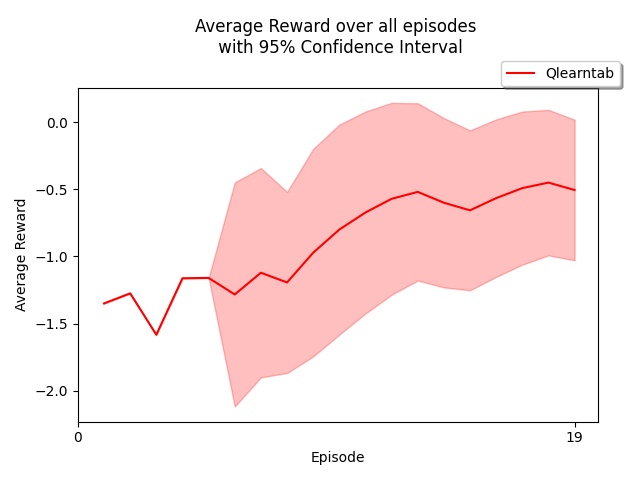 Average Reward over all episodes
with 95% Confidence Interval
Qlearntab
0.0
−0.5
−1.0
−1.5
−2.0
Average Reward
0
19
Episode